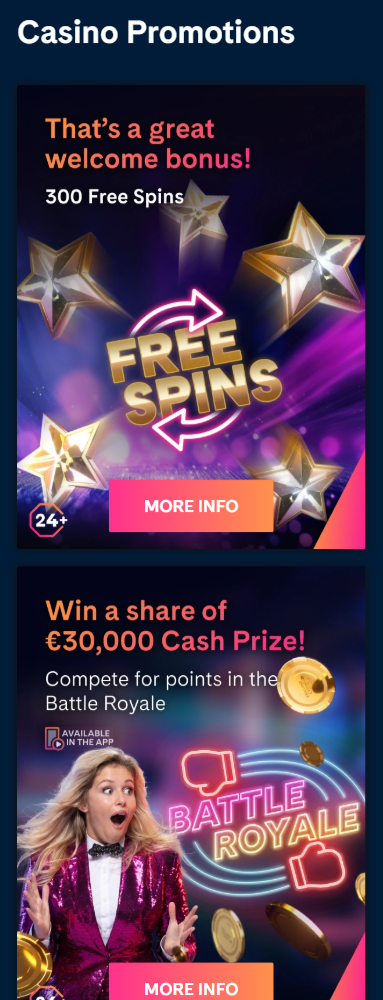 Casino Promotions
That's a great
welcome bonus!
300 Free Spins
FREE
SPINS
MORE INFO
24+
Win a share of
€30,000 Cash Prize!
Compete for points in the
Battle Royale
AVAILABLE
IN THE APP
BATTLE
ROYALE
MORE INFO